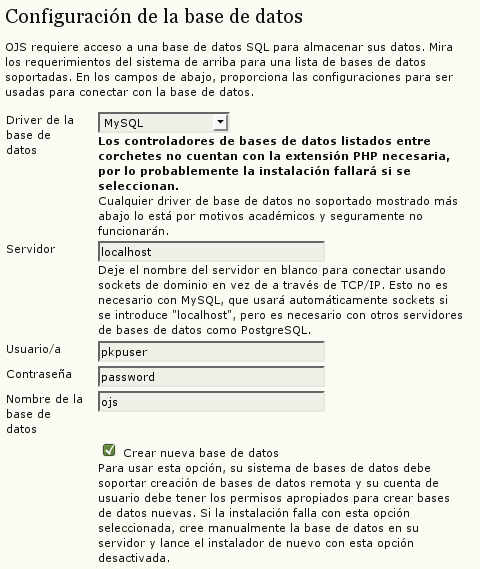 Configuración de la base de datos
OJS requiere acceso a una base de datos SQL para almacenar sus datos. Mira
los requerimientos del sistema de arriba para una lista de bases de datos
soportadas. En los campos de abajo, proporciona las configuraciones para ser
usadas para conectar con la base de datos.
Driver de la
base de
datos
MySQL
Los controladores de bases de datos listados entre
corchetes no cuentan con la extensión PHP necesaria,
por lo probablemente la instalación fallará si se
seleccionan.
Cualquier driver de base de datos no soportado mostrado más
abajo lo está por motivos académicos y seguramente no
funcionarán.
Servidor
localhost
Deje el nombre del servidor en blanco para conectar usando
sockets de dominio en vez de a través de TCP/IP. Esto no es
necesario con MySQL, que usará automáticamente sockets si
se introduce "localhost", pero es necesario con otros servidores
de bases de datos como PostgreSQL.
Usuario/a
pkpuser
Contraseña
password
Nombre de la
base de
datos
ojs
Crear nueva base de datos
Para usar esta opción, su sistema de bases de datos debe
soportar creación de bases de datos remota y su cuenta de
usuario debe tener los permisos apropiados para crear bases
de datos nuevas. Si la instalación falla con esta opción
seleccionada, cree manualmente la base de datos en su
servidor y lance el instalador de nuevo con esta opción
desactivada.